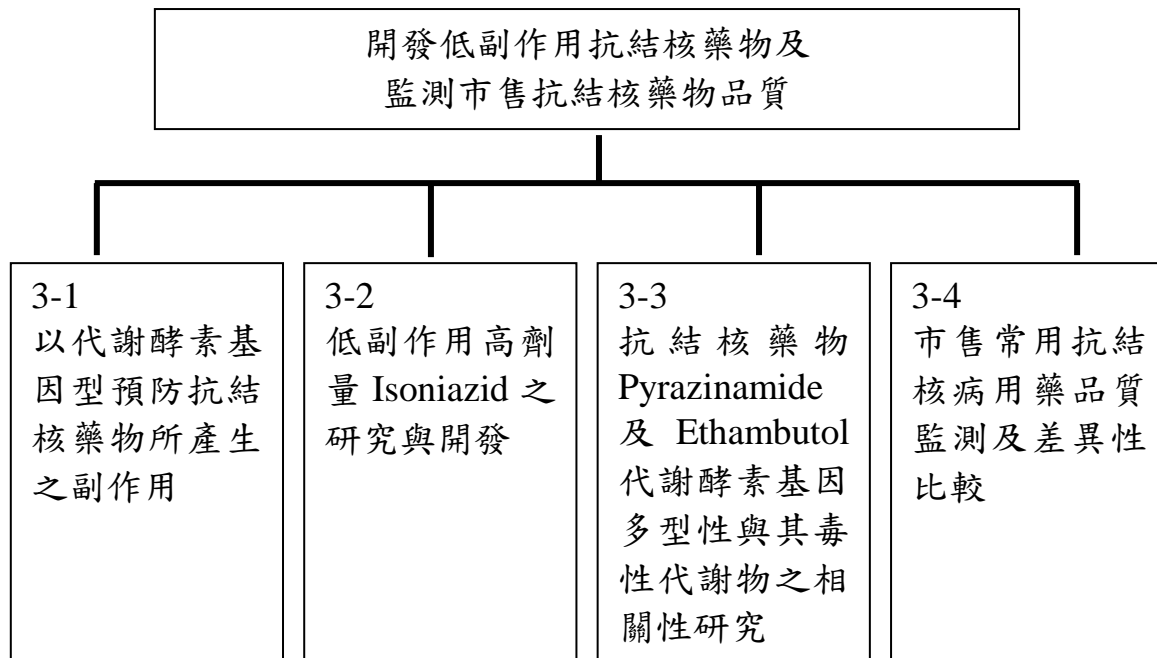 開發低副作用抗結核藥物及
監測市售抗結核藥物品質
3-1
以代謝酵素基
因型預防抗結
核藥物所產生
之副作用
3-2
低副作用高劑
量 Isoniazid 之
研究與開發
3-3
抗結核藥物
Pyrazinamide
及 Ethambutol
代謝酵素基因
多型性與其毒
性代謝物之相
關性研究
3-4
市售常用抗結
核病用藥品質
監測及差異性
比較